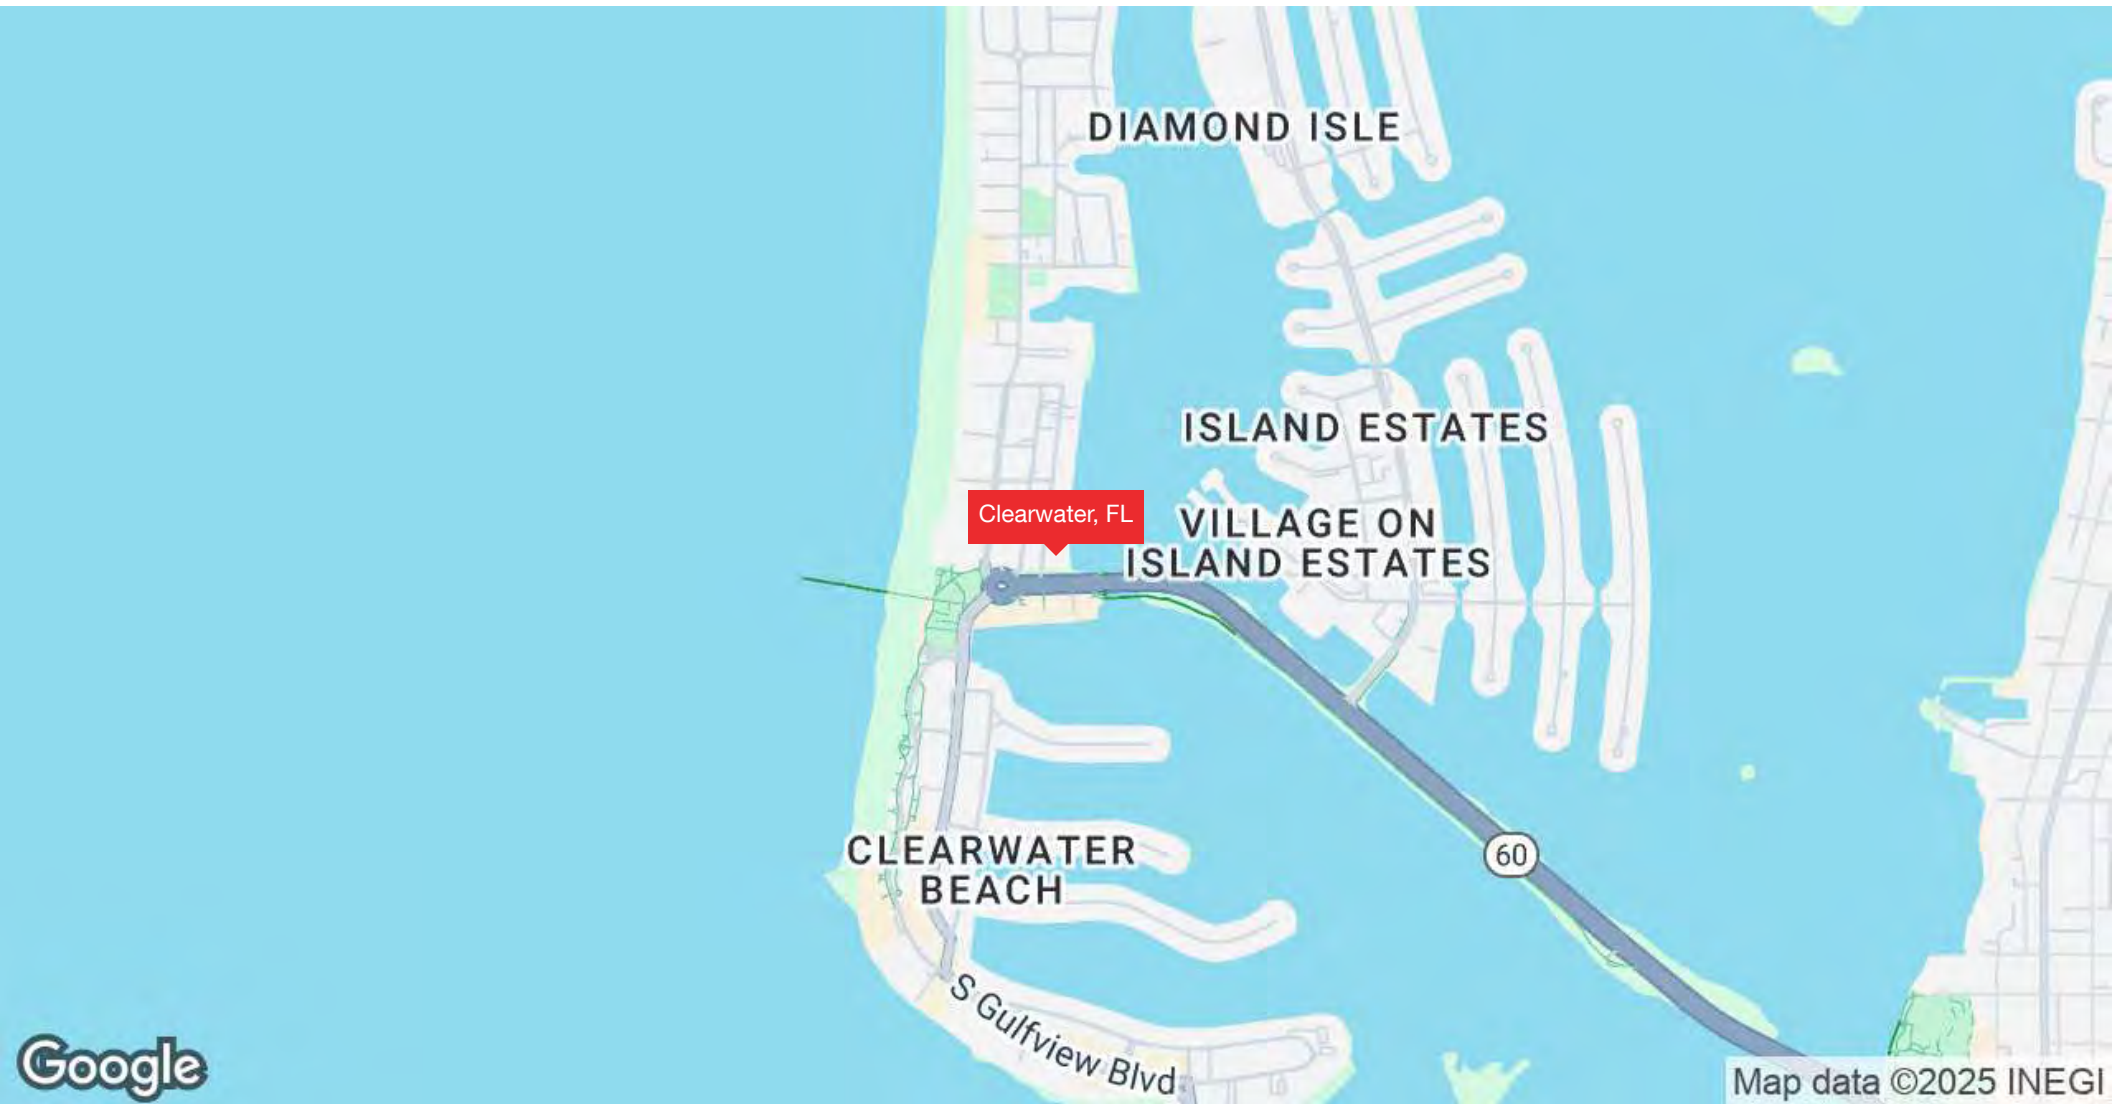 DIAMOND ISLE
ISLAND ESTATES
Clearwater, FL
VILLAGE ON
ISLAND ESTATES
CLEARWATER
BEACH
60
S Gulfview Blvd
Google
Map data ©2025 INEGI